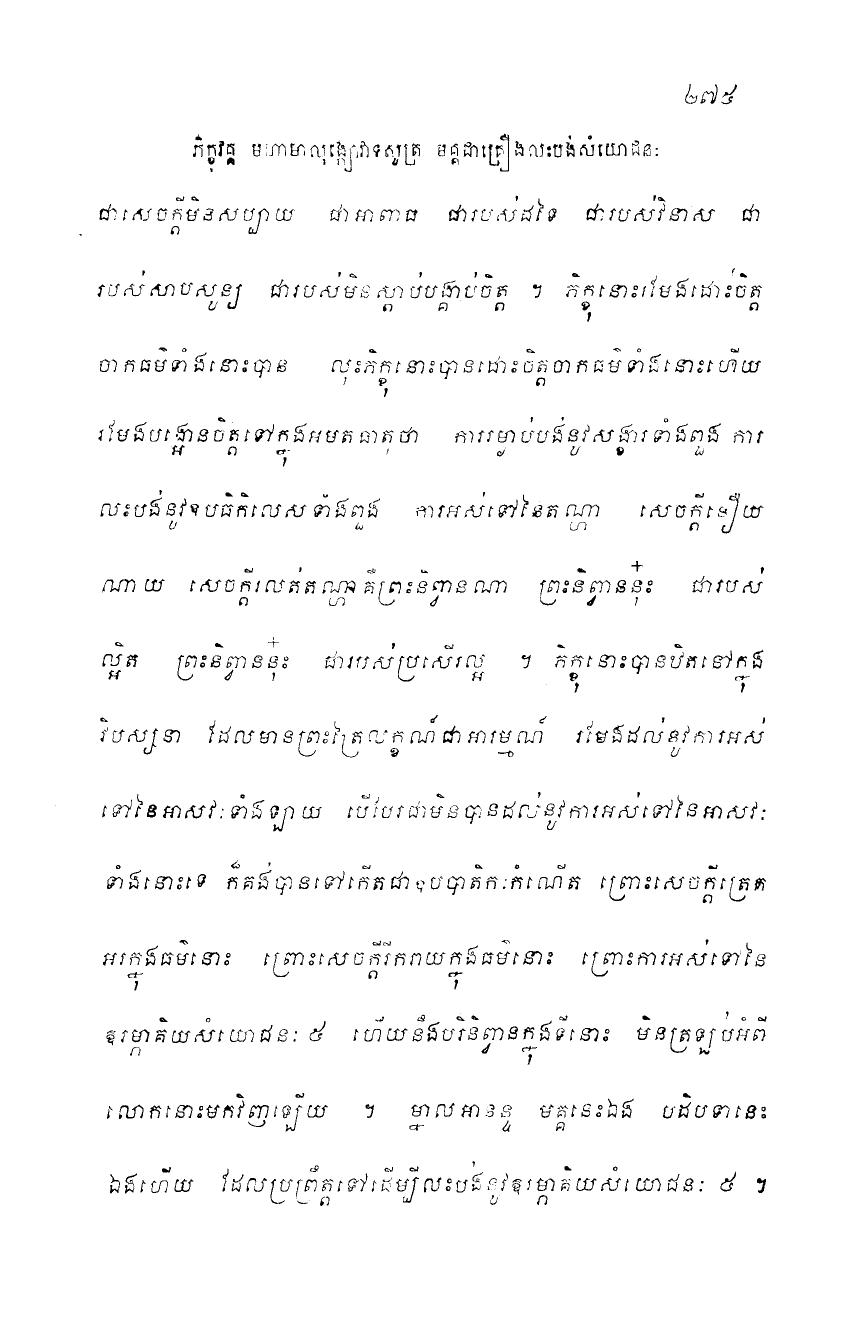 ២៧៥
ភិក្ខុវគ្គ មហាមាលុង្ក្យោវាទសូត្រ មគ្គជាគ្រឿងលះបង់សំយោជនៈ
ជាសេចក្តីមិនសប្បាយ ជាអាពាធ ជារបស់ដទៃ ជារបស់វិនាស ជា
របស់សាបសូន្យ ជារបស់មិនស្តាប់បង្គាប់ចិត្ត ។ ភិក្ខុនោះរមែងដោះចិត្ត
ចាកធម៌ទាំងនោះបាន លុះភិក្ខុនោះបានដោះចិត្តចាកធម៌ទាំងនោះហើយ
រមែងបង្អោនចិត្តទៅក្នុងអមតធាតុថា ការរម្ងាប់បង់នូវសង្ខារទាំងពួង ការ
លះបង់នូវឧបធិកិលេសទាំងពួង ការអស់ទៅនៃតណ្ហា សេចក្តីនឿយ
ណាយ សេចក្តីរលត់តណ្ហា គឺព្រះនិព្វានណា ព្រះនិព្វាននុ៎ះ ជារបស់
ល្អិត ព្រះនិព្វាននុ៎ះ ជារបស់ប្រសើរល្អ ។ ភិក្ខុនោះបានឋិតនៅក្នុង
វិបស្សនា ដែលមានព្រះត្រៃលក្ខណ៍ជាអារម្មណ៍ រមែងដល់នូវការអស់
ទៅនៃអាសវៈទាំងឡាយ បើបែរជាមិនបានដល់នូវការអស់ទៅនៃអាសវៈ
ទាំងនោះទេ ក៏គង់បានទៅកើតជាឧបបាតិកៈកំណើត ព្រោះសេចក្តីត្រេក
អរក្នុងធម៌នោះ ព្រោះសេចក្តីរីករាយក្នុងធម៌នោះ ព្រោះការអស់ទៅនៃ
ឱរម្ភាគិយសំយោជនៈ ៥ ហើយនឹងបរិនិព្វានក្នុងទីនោះ មិនត្រឡប់អំពី
លោកនោះមកវិញឡើយ ។ ម្នាលអានន្ទ មគ្គនេះឯង បដិបទានេះ
ឯងហើយ ដែលប្រព្រឹត្តទៅដើម្បីលះបង់នូវឱរម្ភាគិយសំយោជនៈ ៥ ។